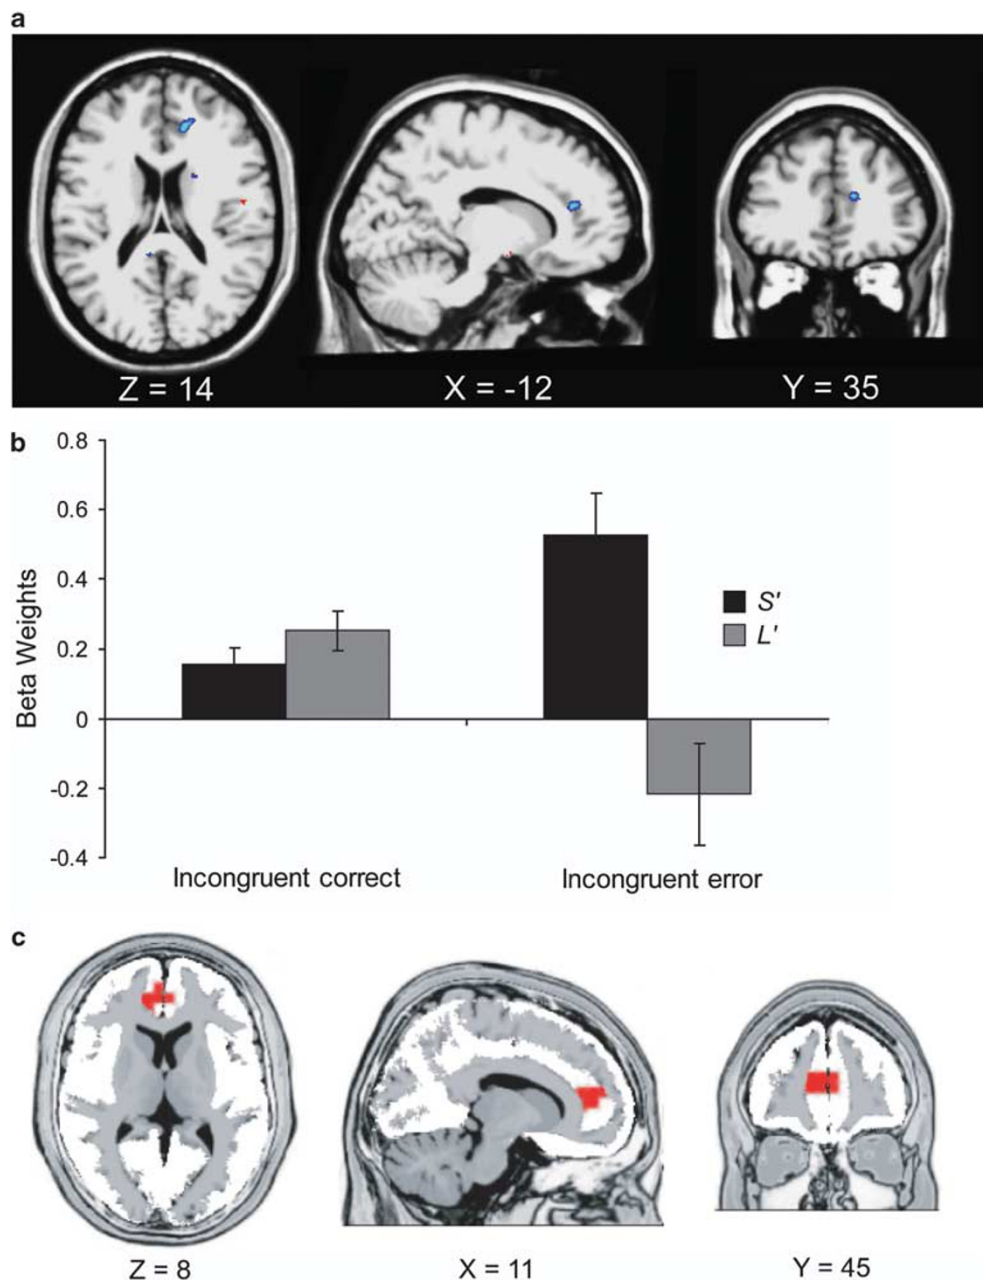 a
Z = 14
X = -12
Y = 35
b
0.8
0.6
0.4
0.2
0
-0.2
-0.4
Beta Weights
S'
L'
Incongruent correct
Incongruent error
c
Z = 8
X = 11
Y = 45